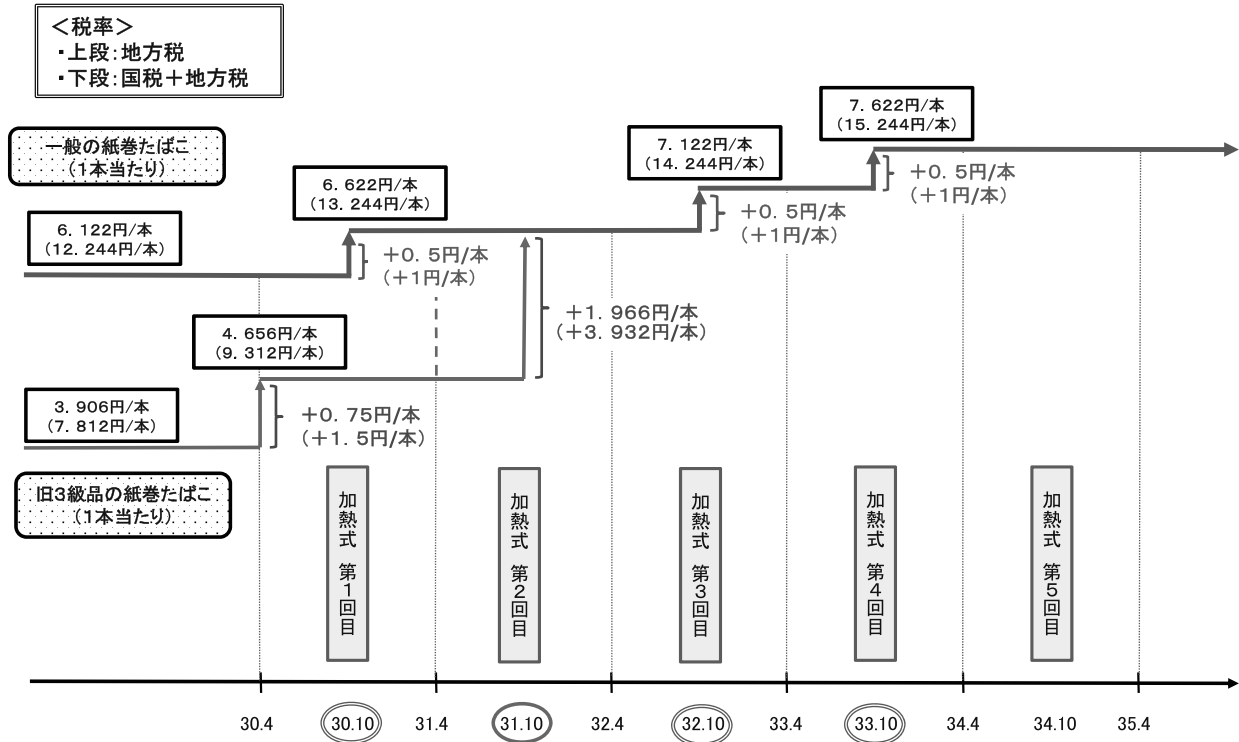 ＜税率＞
・上段：地方税
・下段：国税＋地方税
一般の紙巻たばこ
（1本当たり）
6．122円/本
（12．244円/本）
6．622円/本
（13．244円/本）
＋0．5円/本
（＋1円/本）
7．122円/本
（14．244円/本）
＋0．5円/本
（＋1円/本）
7．622円/本
（15．244円/本）
＋0．5円/本
（＋1円/本）
3．906円/本
（7．812円/本）
4．656円/本
（9．312円/本）
＋0．75円/本
（＋1．5円/本）
＋1．966円/本
（＋3．932円/本）
旧3級品の紙巻たばこ
（1本当たり）
加熱式 第1回目
加熱式 第2回目
加熱式 第3回目
加熱式 第4回目
加熱式 第5回目
30.4 30.10 31.4 31.10 32.4 32.10 33.4 33.10 34.4 34.10 35.4